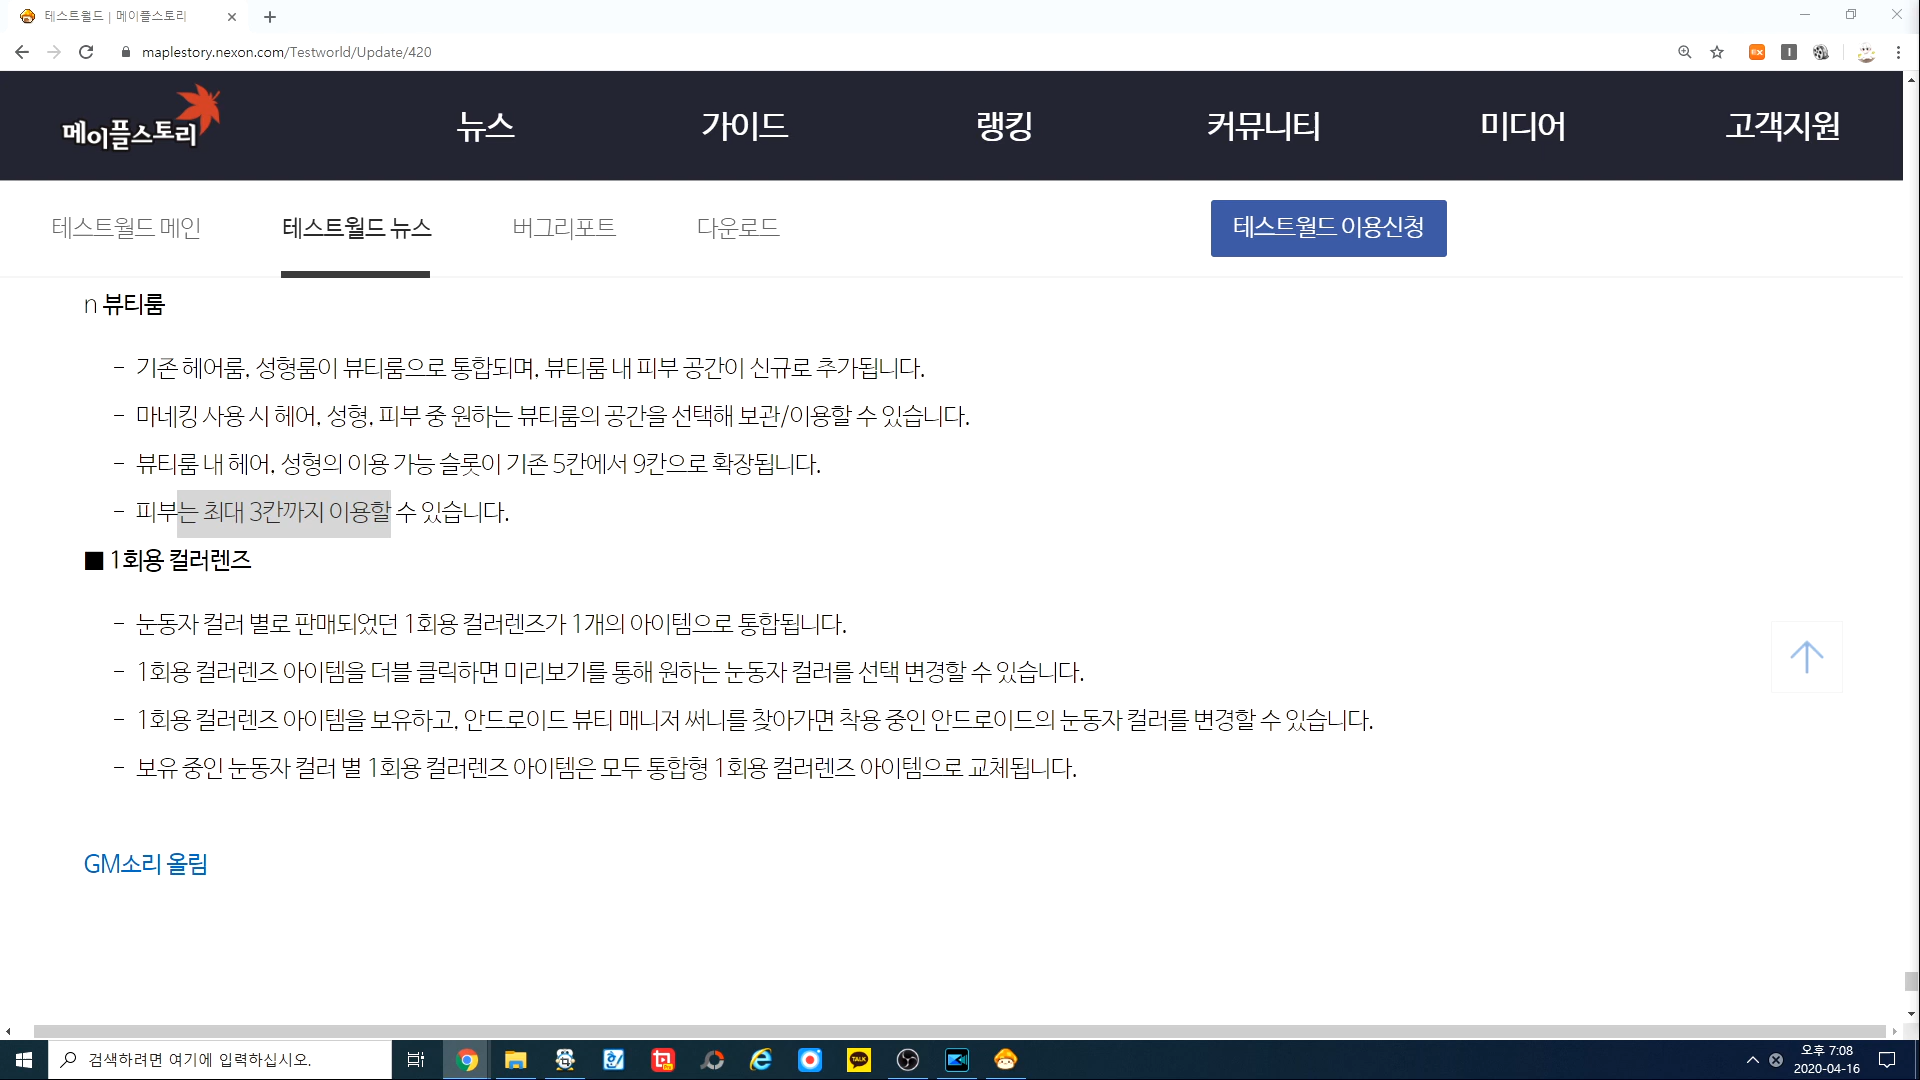 테스트월드 | 메이플스토리
maplestory.nexon.com/Testworld/Update/420
메이플스토리
뉴스 가이드 랭킹 커뮤니티 미디어 고객지원
테스트월드 메인 테스트월드 뉴스 버그리포트 다운로드 테스트월드 이용신청
n 뷰티룸
- 기존 헤어룸, 성형룸이 뷰티룸으로 통합되며, 뷰티룸 내 피부 공간이 신규로 추가됩니다.
- 마네킹 사용 시 헤어, 성형, 피부 중 원하는 뷰티룸의 공간을 선택해 보관/이용할 수 있습니다.
- 뷰티룸 내 헤어, 성형의 이용 가능 슬롯이 기존 5칸에서 9칸으로 확장됩니다.
- 피부는 최대 3칸까지 이용할 수 있습니다.
■ 1회용 컬러렌즈
- 눈동자 컬러 별로 판매되었던 1회용 컬러렌즈가 1개의 아이템으로 통합됩니다.
- 1회용 컬러렌즈 아이템을 더블 클릭하면 미리보기를 통해 원하는 눈동자 컬러를 선택 변경할 수 있습니다.
- 1회용 컬러렌즈 아이템을 보유하고, 안드로이드 뷰티 매니저 써니를 찾아가면 착용 중인 안드로이드의 눈동자 컬러를 변경할 수 있습니다.
- 보유 중인 눈동자 컬러 별 1회용 컬러렌즈 아이템은 모두 통합형 1회용 컬러렌즈 아이템으로 교체됩니다.
GM소리 올림
검색하려면 여기에 입력하십시오.
TALK
오후 7:08
2020-04-16